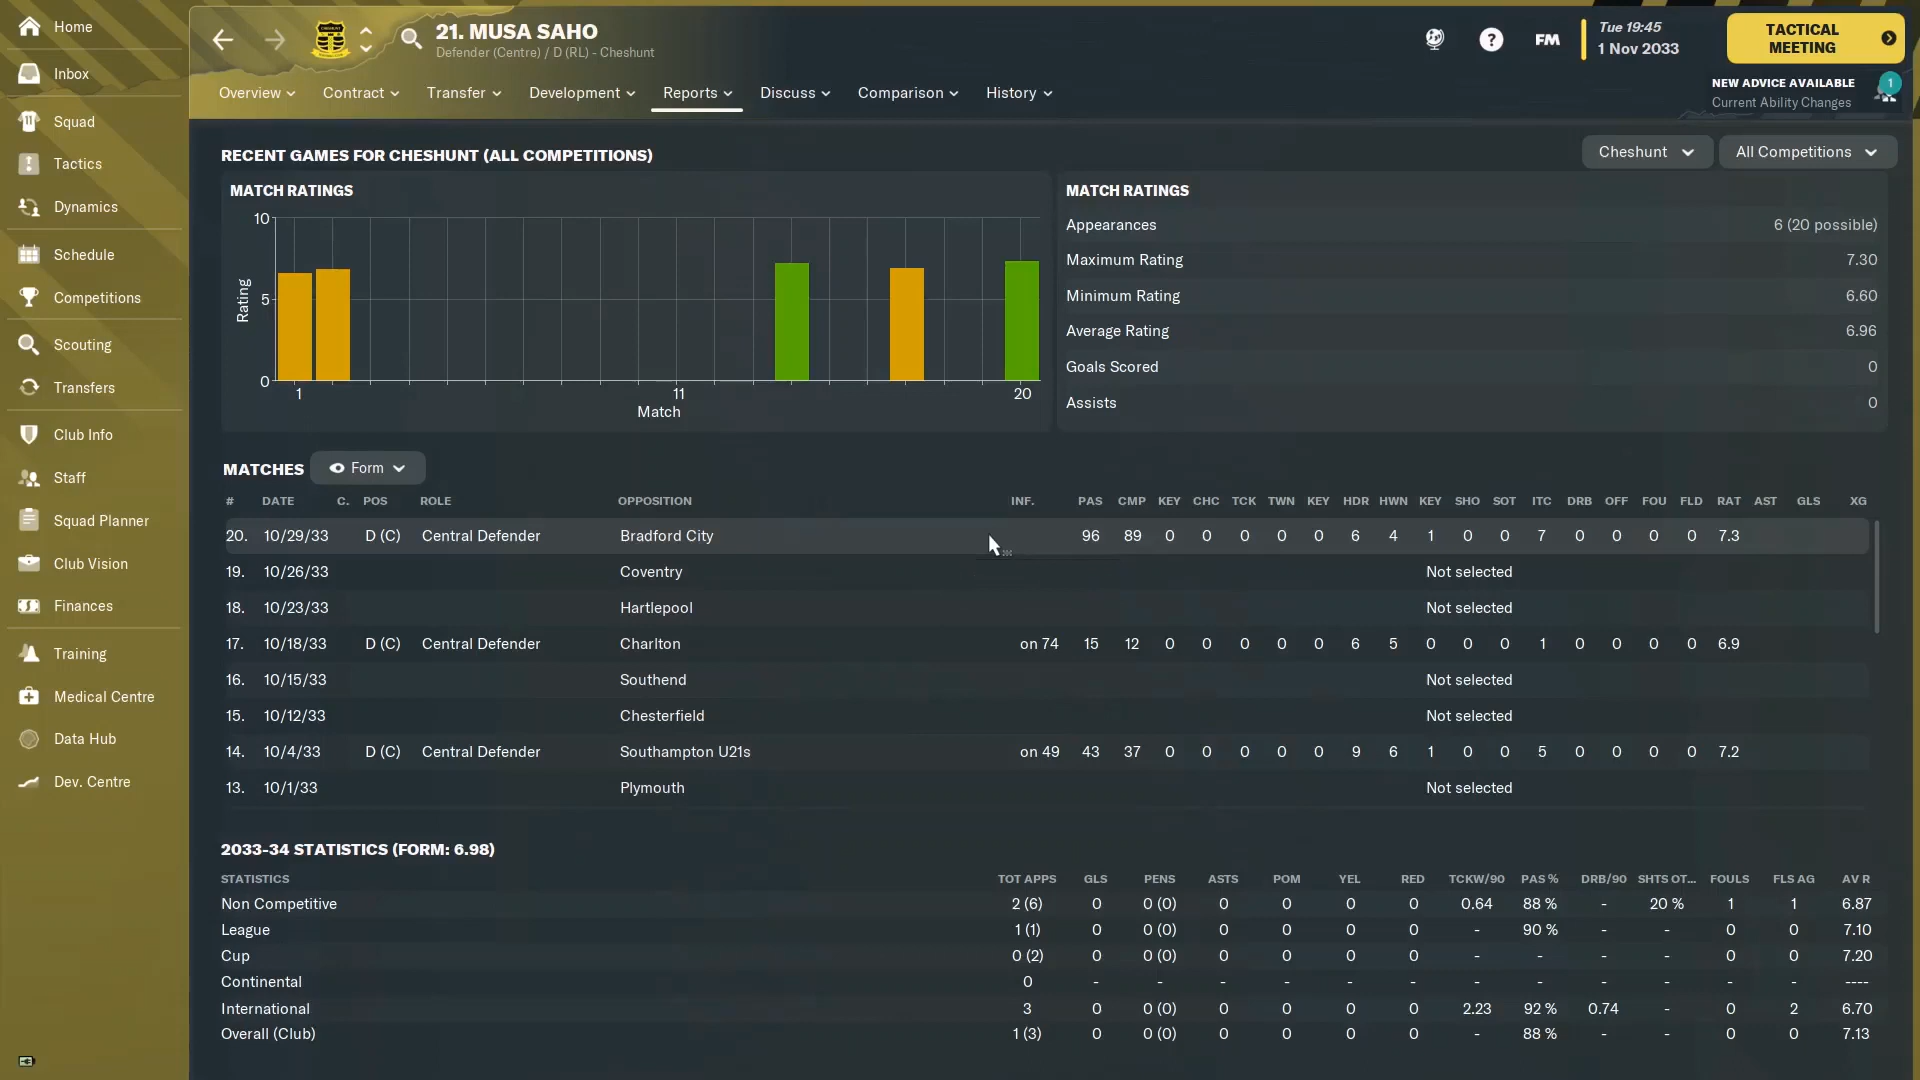 Home
Inbox
Squad
Tactics
Dynamics
Schedule
Competitions
Scouting
Transfers
Club Info
Staff
Squad Planner
Club Vision
Finances
Training
Medical Centre
Data Hub
Dev. Centre
21. MUSA SAHO
Defender (Centre) / D (RL) - Cheshunt
FM
Tue 19:45
1 Nov 2033
TACTICAL
MEETING
NEW ADVICE AVAILABLE
Current Ability Changes
1
Overview Contract Transfer Development Reports Discuss Comparison History
RECENT GAMES FOR CHESHUNT (ALL COMPETITIONS)
Cheshunt All Competitions
MATCH RATINGS
10
5
0
Rating
1 11 20
Match
MATCH RATINGS
Appearances 6 (20 possible)
Maximum Rating 7.30
Minimum Rating 6.60
Average Rating 6.96
Goals Scored 0
Assists 0
MATCHES Form
# DATE C. POS ROLE OPPOSITION INF. PAS CMP KEY CHC TCK TWN KEY HDR HWN KEY SHO SOT ITC DRB OFF FOU FLD RAT AST GLS XG
20. 10/29/33 D (C) Central Defender Bradford City 96 89 0 0 0 0 0 6 4 1 0 0 7 0 0 0 0 7.3
19. 10/26/33 Coventry Not selected
18. 10/23/33 Hartlepool Not selected
17. 10/18/33 D (C) Central Defender Charlton on 74 15 12 0 0 0 0 0 6 5 0 0 0 1 0 0 0 0 6.9
16. 10/15/33 Southend Not selected
15. 10/12/33 Chesterfield Not selected
14. 10/4/33 D (C) Central Defender Southampton U21s on 49 43 37 0 0 0 0 0 9 6 1 0 0 5 0 0 0 0 7.2
13. 10/1/33 Plymouth Not selected
2033-34 STATISTICS (FORM: 6.98)
STATISTICS TOT APPS GLS PENS ASTS POM YEL RED TCKW/90 PAS % DRB/90 SHTS OT... FOULS FLS AG AV R
Non Competitive 2 (6) 0 0 (0) 0 0 0 0 0.64 88 % - 20 % 1 1 6.87
League 1 (1) 0 0 (0) 0 0 0 0 - 90 % - - 0 0 7.10
Cup 0 (2) 0 0 (0) 0 0 0 0 - - - - 0 0 7.20
Continental 0 - - - - - - - - - - - - ----
International 3 0 0 (0) 0 0 0 0 2.23 92 % 0.74 - 0 2 6.70
Overall (Club) 1 (3) 0 0 (0) 0 0 0 0 - 88 % - - 0 0 7.13